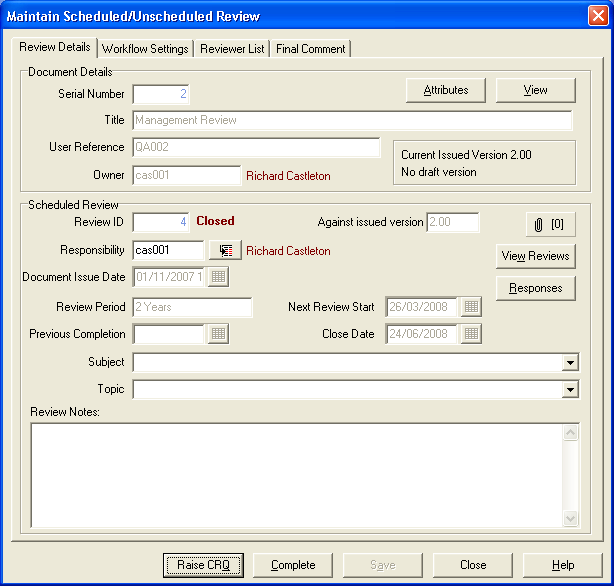 Maintain Scheduled/Unscheduled Review
Review Details Workflow Settings Reviewer List Final Comment
Document Details
Serial Number 2 Attributes View
Title Management Review
User Reference QA002
Current Issued Version 2.00
No draft version
Owner cas001 Richard Castleton
Scheduled Review
Review ID 4 Closed Against issued version 2.00 [0]
Responsibility cas001 Richard Castleton View Reviews
Document Issue Date 01/11/2007 1
Responses
Review Period 2 Years Next Review Start 26/03/2008
Previous Completion Close Date 24/06/2008
Subject
Topic
Review Notes:
Raise CRQ Complete Save Close Help